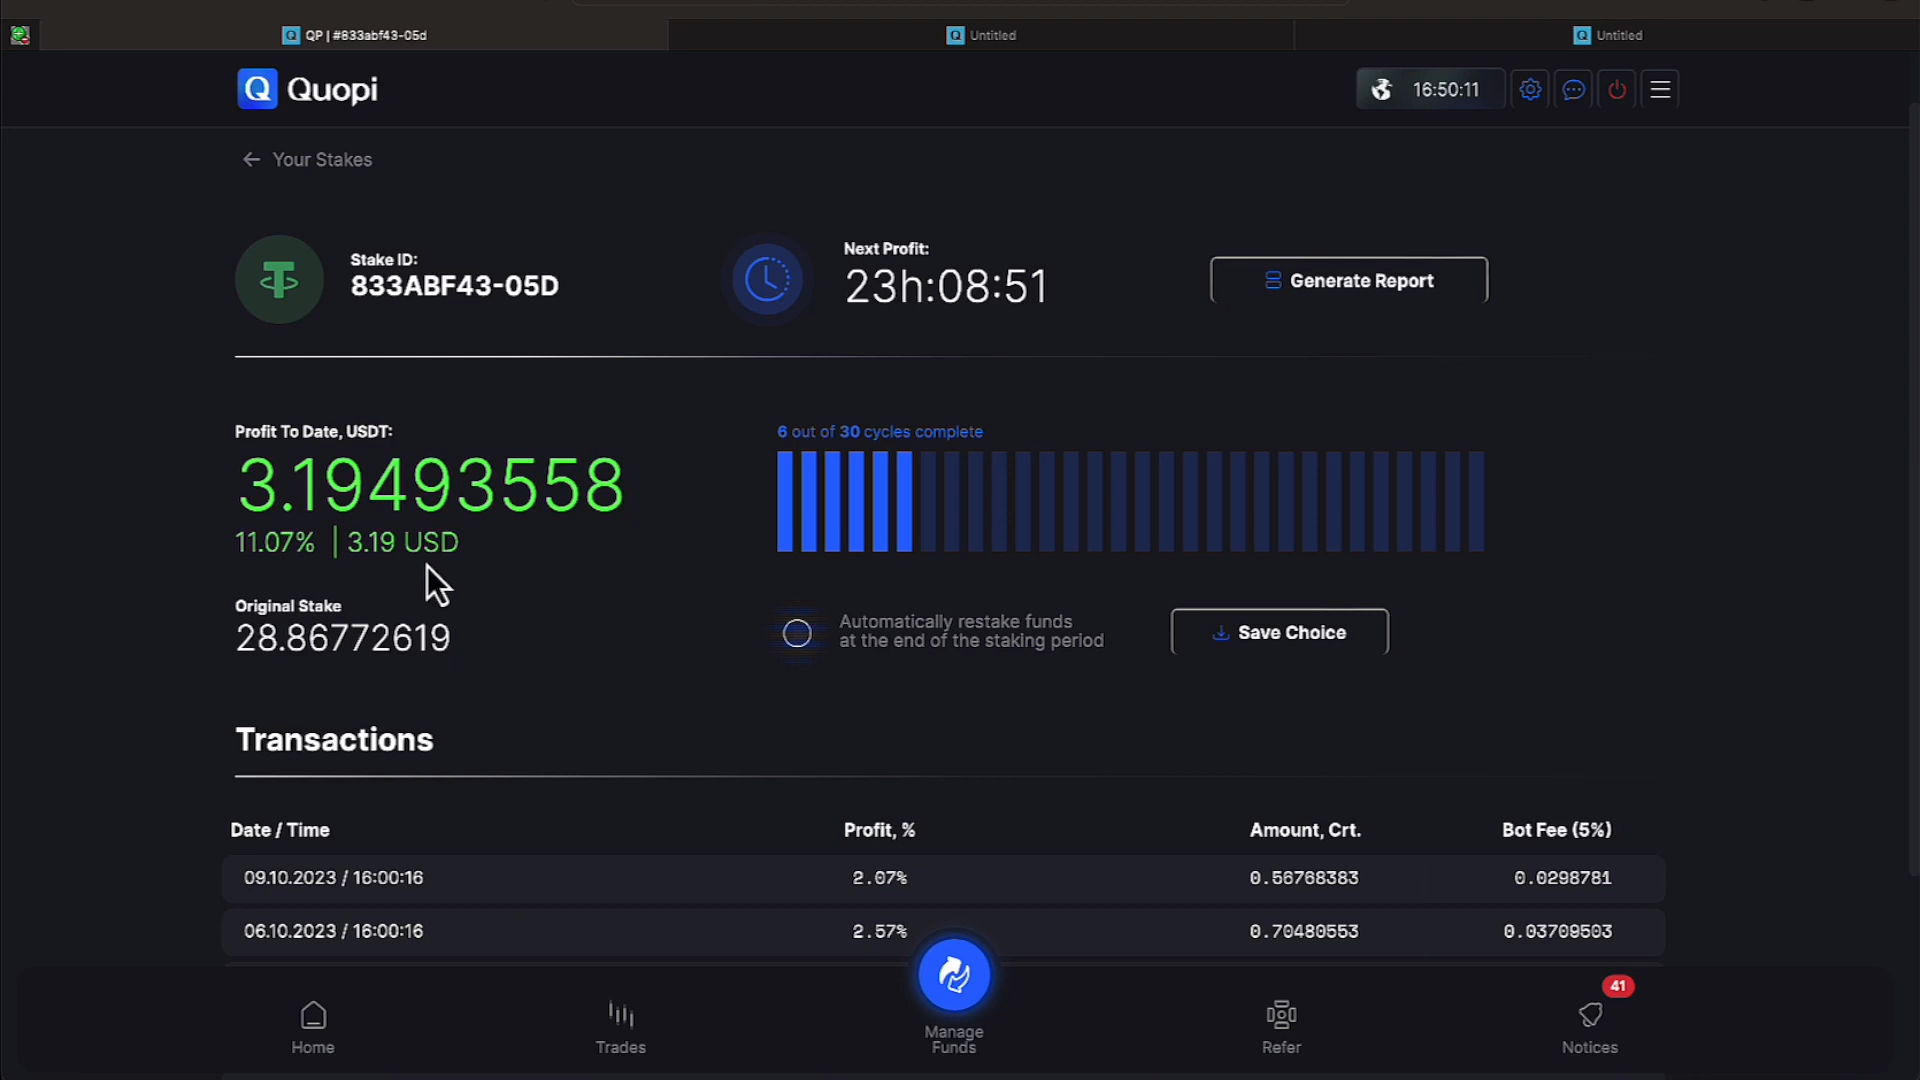 QP | #833abf43-05d
Untitled
Untitled
Quopi
16:50:11
Your Stakes
Stake ID:
833ABF43-05D
Next Profit:
23h:08:51
Generate Report
Profit To Date, USDT:
3.19493558
11.07% | 3.19 USD
6 out of 30 cycles complete
Original Stake
28.86772619
Automatically restake funds
at the end of the staking period
Save Choice
Transactions
Date / Time Profit, % Amount, Crt. Bot Fee (5%)
09.10.2023 / 16:00:16 2.07% 0.56768383 0.0298781
06.10.2023 / 16:00:16 2.57% 0.70480553 0.03709503
41
Home
Trades
Manage
Funds
Refer
Notices